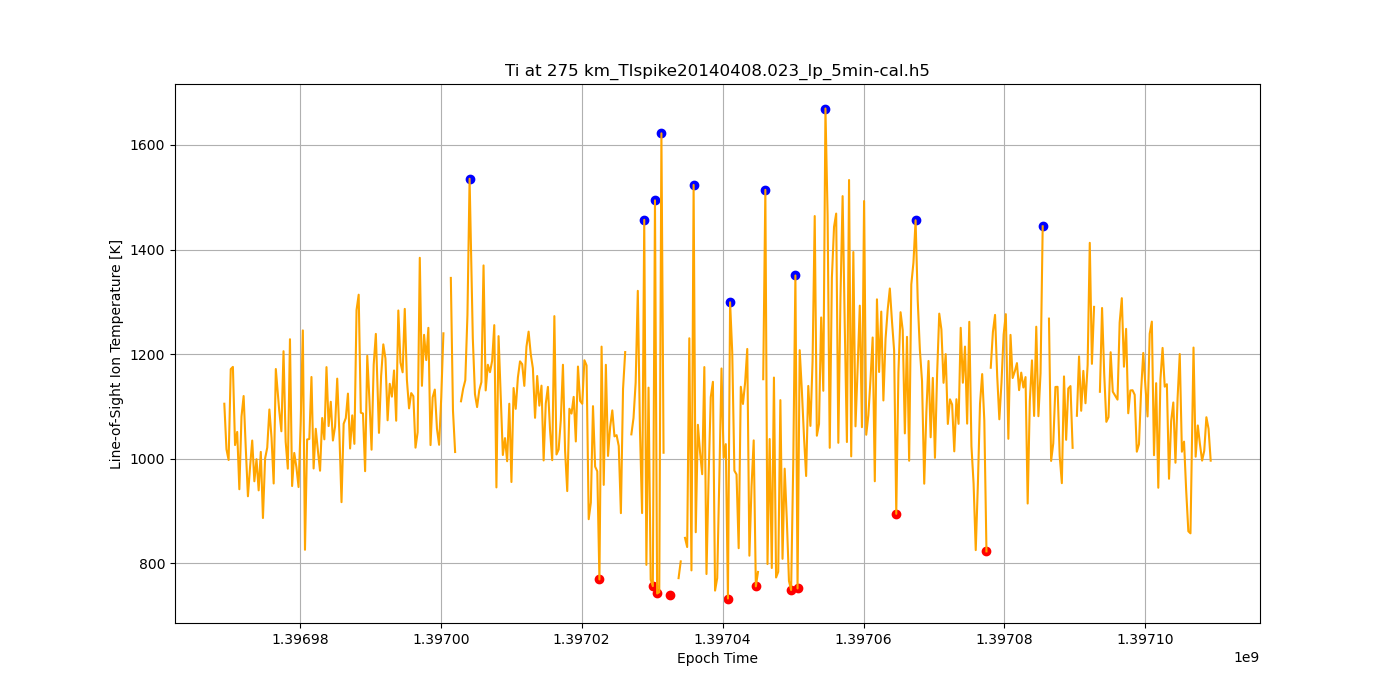 Ti at 275 km_TIspike20140408.023_lp_5min-cal.h5
Line-of-Sight Ion Temperature [K]
1600
1400
1200
1000
800
1.39698 1.39700 1.39702 1.39704 1.39706 1.39708 1.39710
Epoch Time
1e9